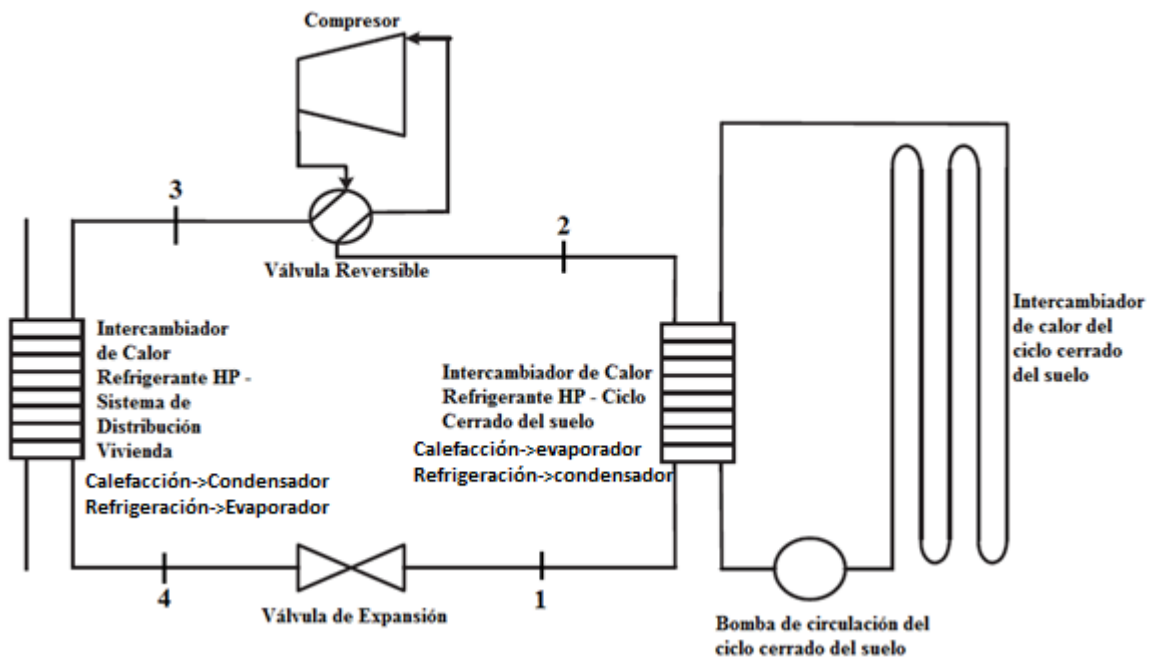 Compresor
3
2
Válvula Reversible
Intercambiador
de Calor
Refrigerante HP -
Sistema de
Distribución
Vivienda
Calefacción->Condensador
Refrigeración->Evaporador
Intercambiador de Calor
Refrigerante HP - Ciclo
Cerrado del suelo
Calefacción->evaporador
Refrigeración->condensador
Intercambiador
de calor del
ciclo cerrado
del suelo
4
1
Válvula de Expansión
Bomba de circulación del
ciclo cerrado del suelo